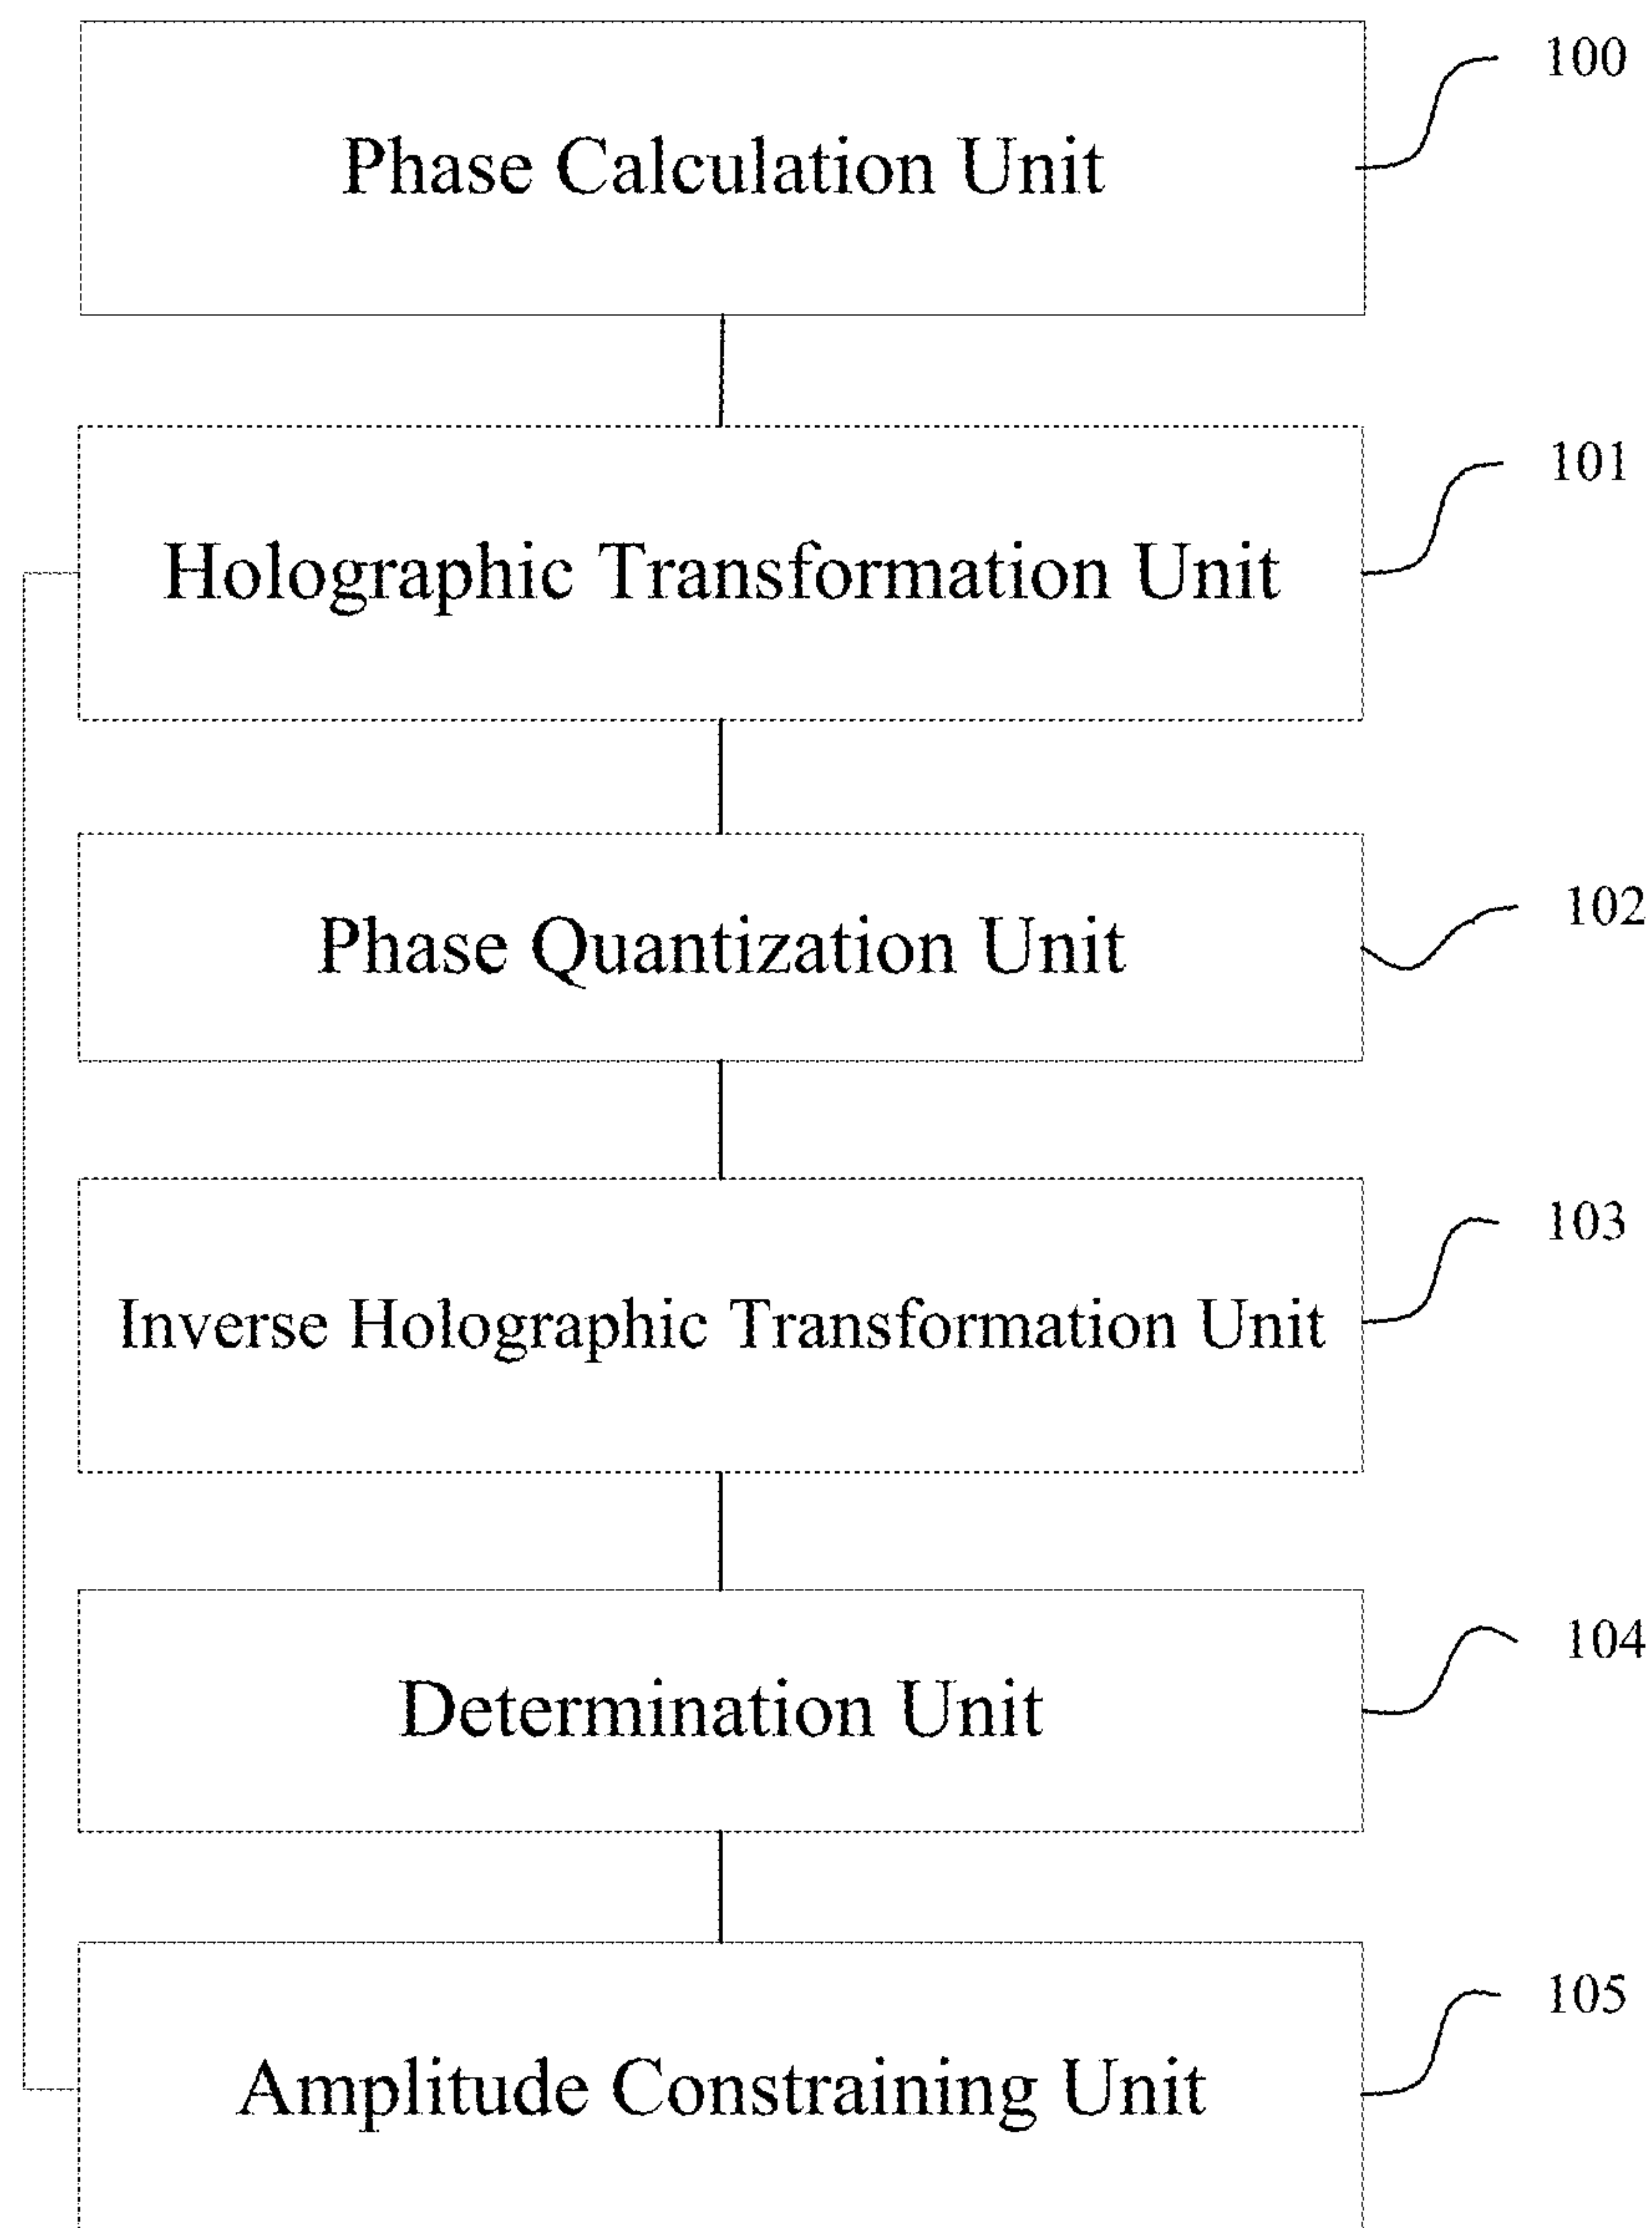 100
Phase Calculation Unit
101
Holographic Transformation Unit
102
Phase Quantization Unit
103
Inverse Holographic Transformation Unit
104
Determination Unit
105
Amplitude Constraining Unit